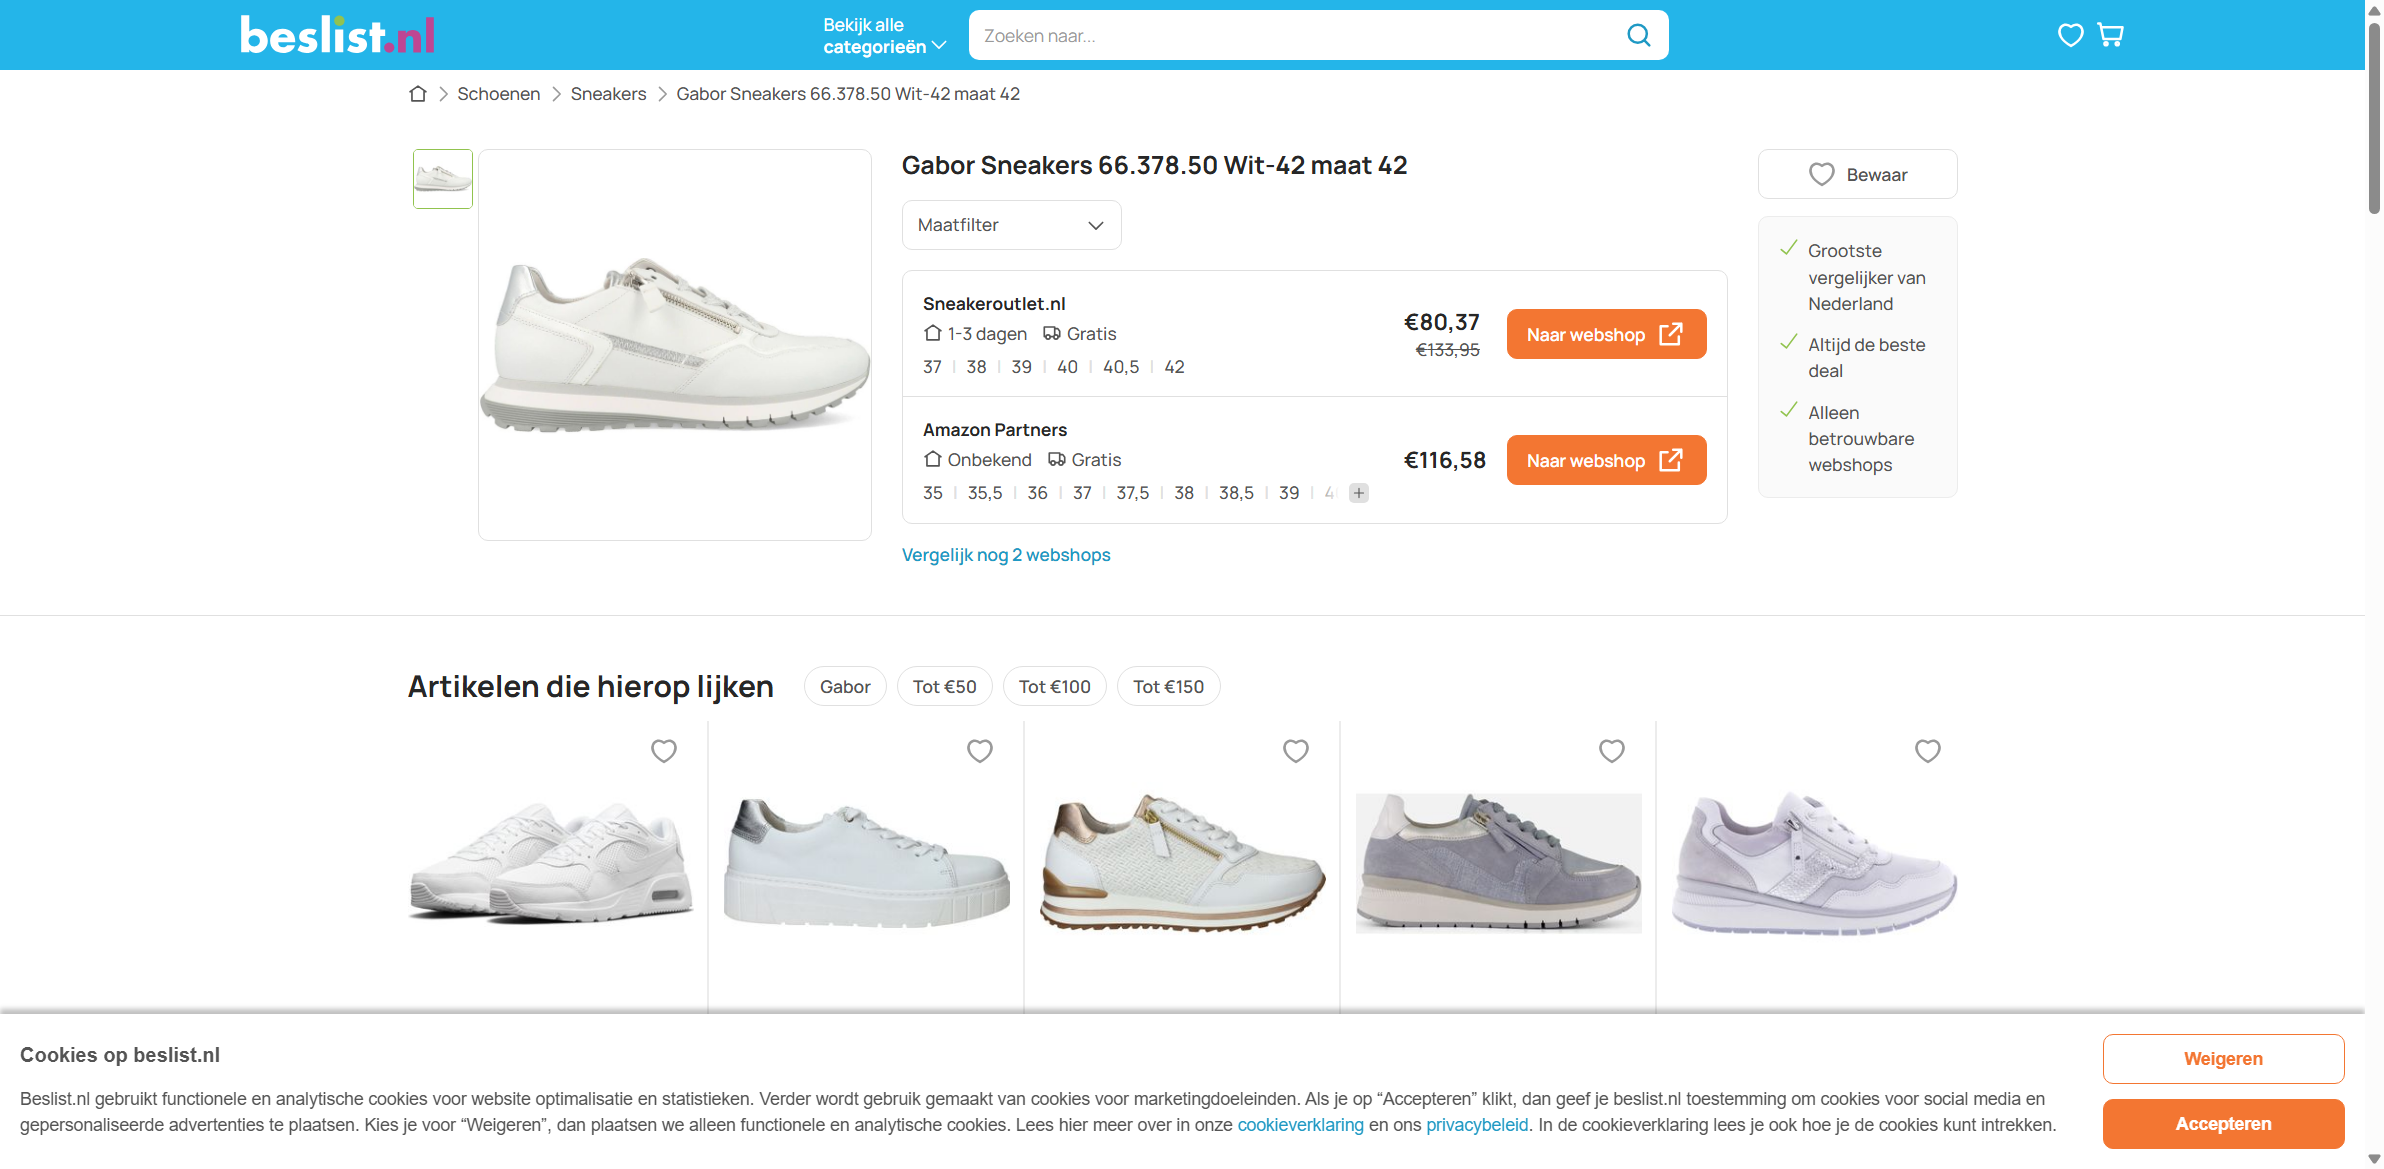 beslist.nl
Bekijk alle
categorieën
Zoeken naar...
Schoenen
Sneakers
Gabor Sneakers 66.378.50 Wit-42 maat 42
Gabor Sneakers 66.378.50 Wit-42 maat 42
Maatfilter
Sneakeroutlet.nl
1-3 dagen Gratis
37 38 39 40 40,5 42
€80,37
€133,95
Naar webshop
Amazon Partners
Onbekend Gratis
35 35,5 36 37 37,5 38 38,5 39
€116,58
Naar webshop
Vergelijk nog 2 webshops
Bewaar
Grootste
vergelijker van
Nederland
Altijd de beste
deal
Alleen
betrouwbare
webshops
Artikelen die hierop lijken
Gabor
Tot €50
Tot €100
Tot €150
Cookies op beslist.nl
Beslist.nl gebruikt functionele en analytische cookies voor website optimalisatie en statistieken. Verder wordt gebruik gemaakt van cookies voor marketingdoeleinden. Als je op “Accepteren” klikt, dan geef je beslist.nl toestemming om cookies voor social media en
gepersonaliseerde advertenties te plaatsen. Kies je voor “Weigeren”, dan plaatsen we alleen functionele en analytische cookies. Lees hier meer over in onze cookieverklaring en ons privacybeleid. In de cookieverklaring lees je ook hoe je de cookies kunt intrekken.
Weigeren
Accepteren